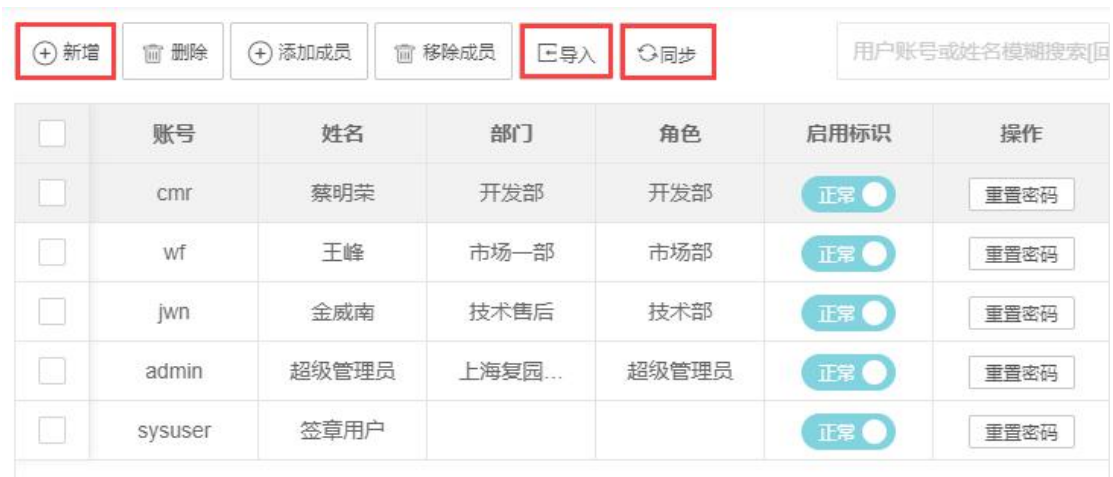 新增 删除 添加成员 移除成员 导入 同步 用户账号或姓名模糊搜索[回
账号 姓名 部门 角色 启用标识 操作
cmr 蔡明荣 开发部 开发部 正常 重置密码
wf 王峰 市场一部 市场部 正常 重置密码
jwn 金威南 技术售后 技术部 正常 重置密码
admin 超级管理员 上海复园... 超级管理员 正常 重置密码
sysuser 签章用户 正常 重置密码